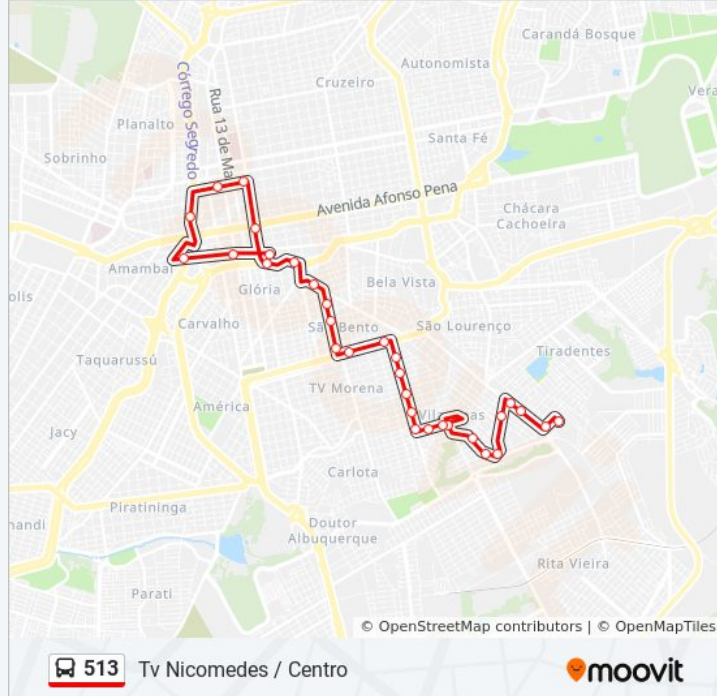 Carandá Bosque
Autonomista
Cruzeiro
Vera
Córrego Segredo
Rua 13 de Ma
Planalto
Santa Fé
Sobrinho
Avenida Afonso Pena
Chácara
Cachoeira
Amambaí
olis
Glória
Bela Vista
Carvalho
São Bento
São Lourenço
Taquarussú
Tiradentes
TV Morena
América
Jacy
Carlota
Piratininga
nandi
Doutor
Albuquerque
Rita Vieira
Parati
© OpenStreetMap contributors | © OpenMapTiles
513 Tv Nicomedes / Centro
moovit